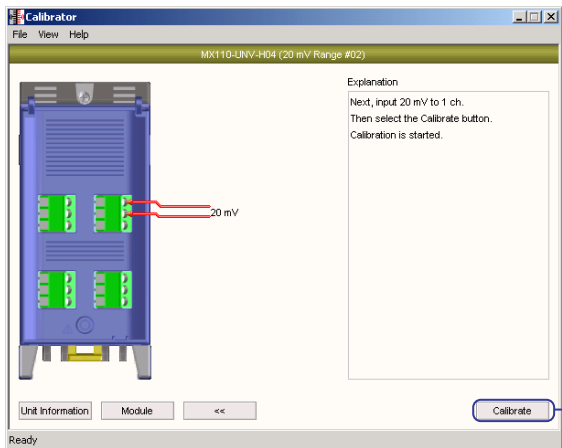 Calibrator
File View Help
MX110-UNV-H04 (20 mV Range #02)
Explanation
Next, input 20 mV to 1 ch.
Then select the Calibrate button.
Calibration is started.
20 mV
Unit Information Module << Calibrate
Ready